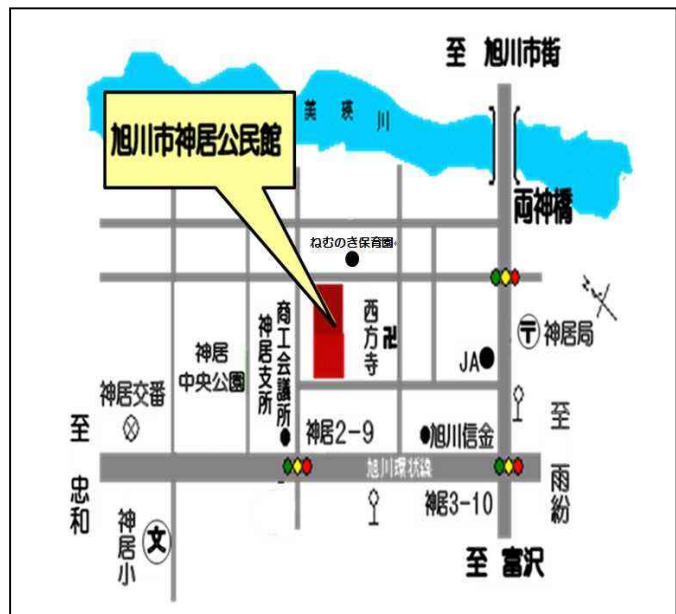 至 旭川市街
美瑛川
旭川市神居公民館
両神橋
ねむのき保育園
商工会議所
神居支所
西方寺
卍
〒
神居局
JA
神居
中央公園
神居交番
神居2-9
旭川信金
至 忠和
旭川環状線
至 雨紛
神居小
文
神居3-10
至 富沢